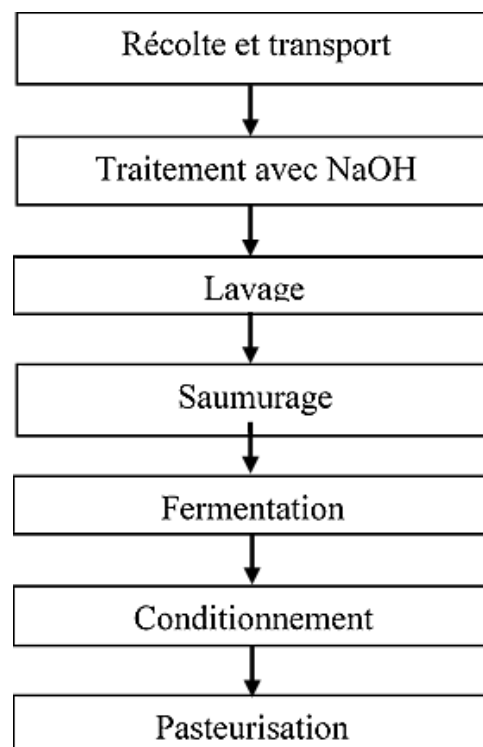 Récolte et transport
Traitement avec NaOH
Lavage
Saumurage
Fermentation
Conditionnement
Pasteurisation